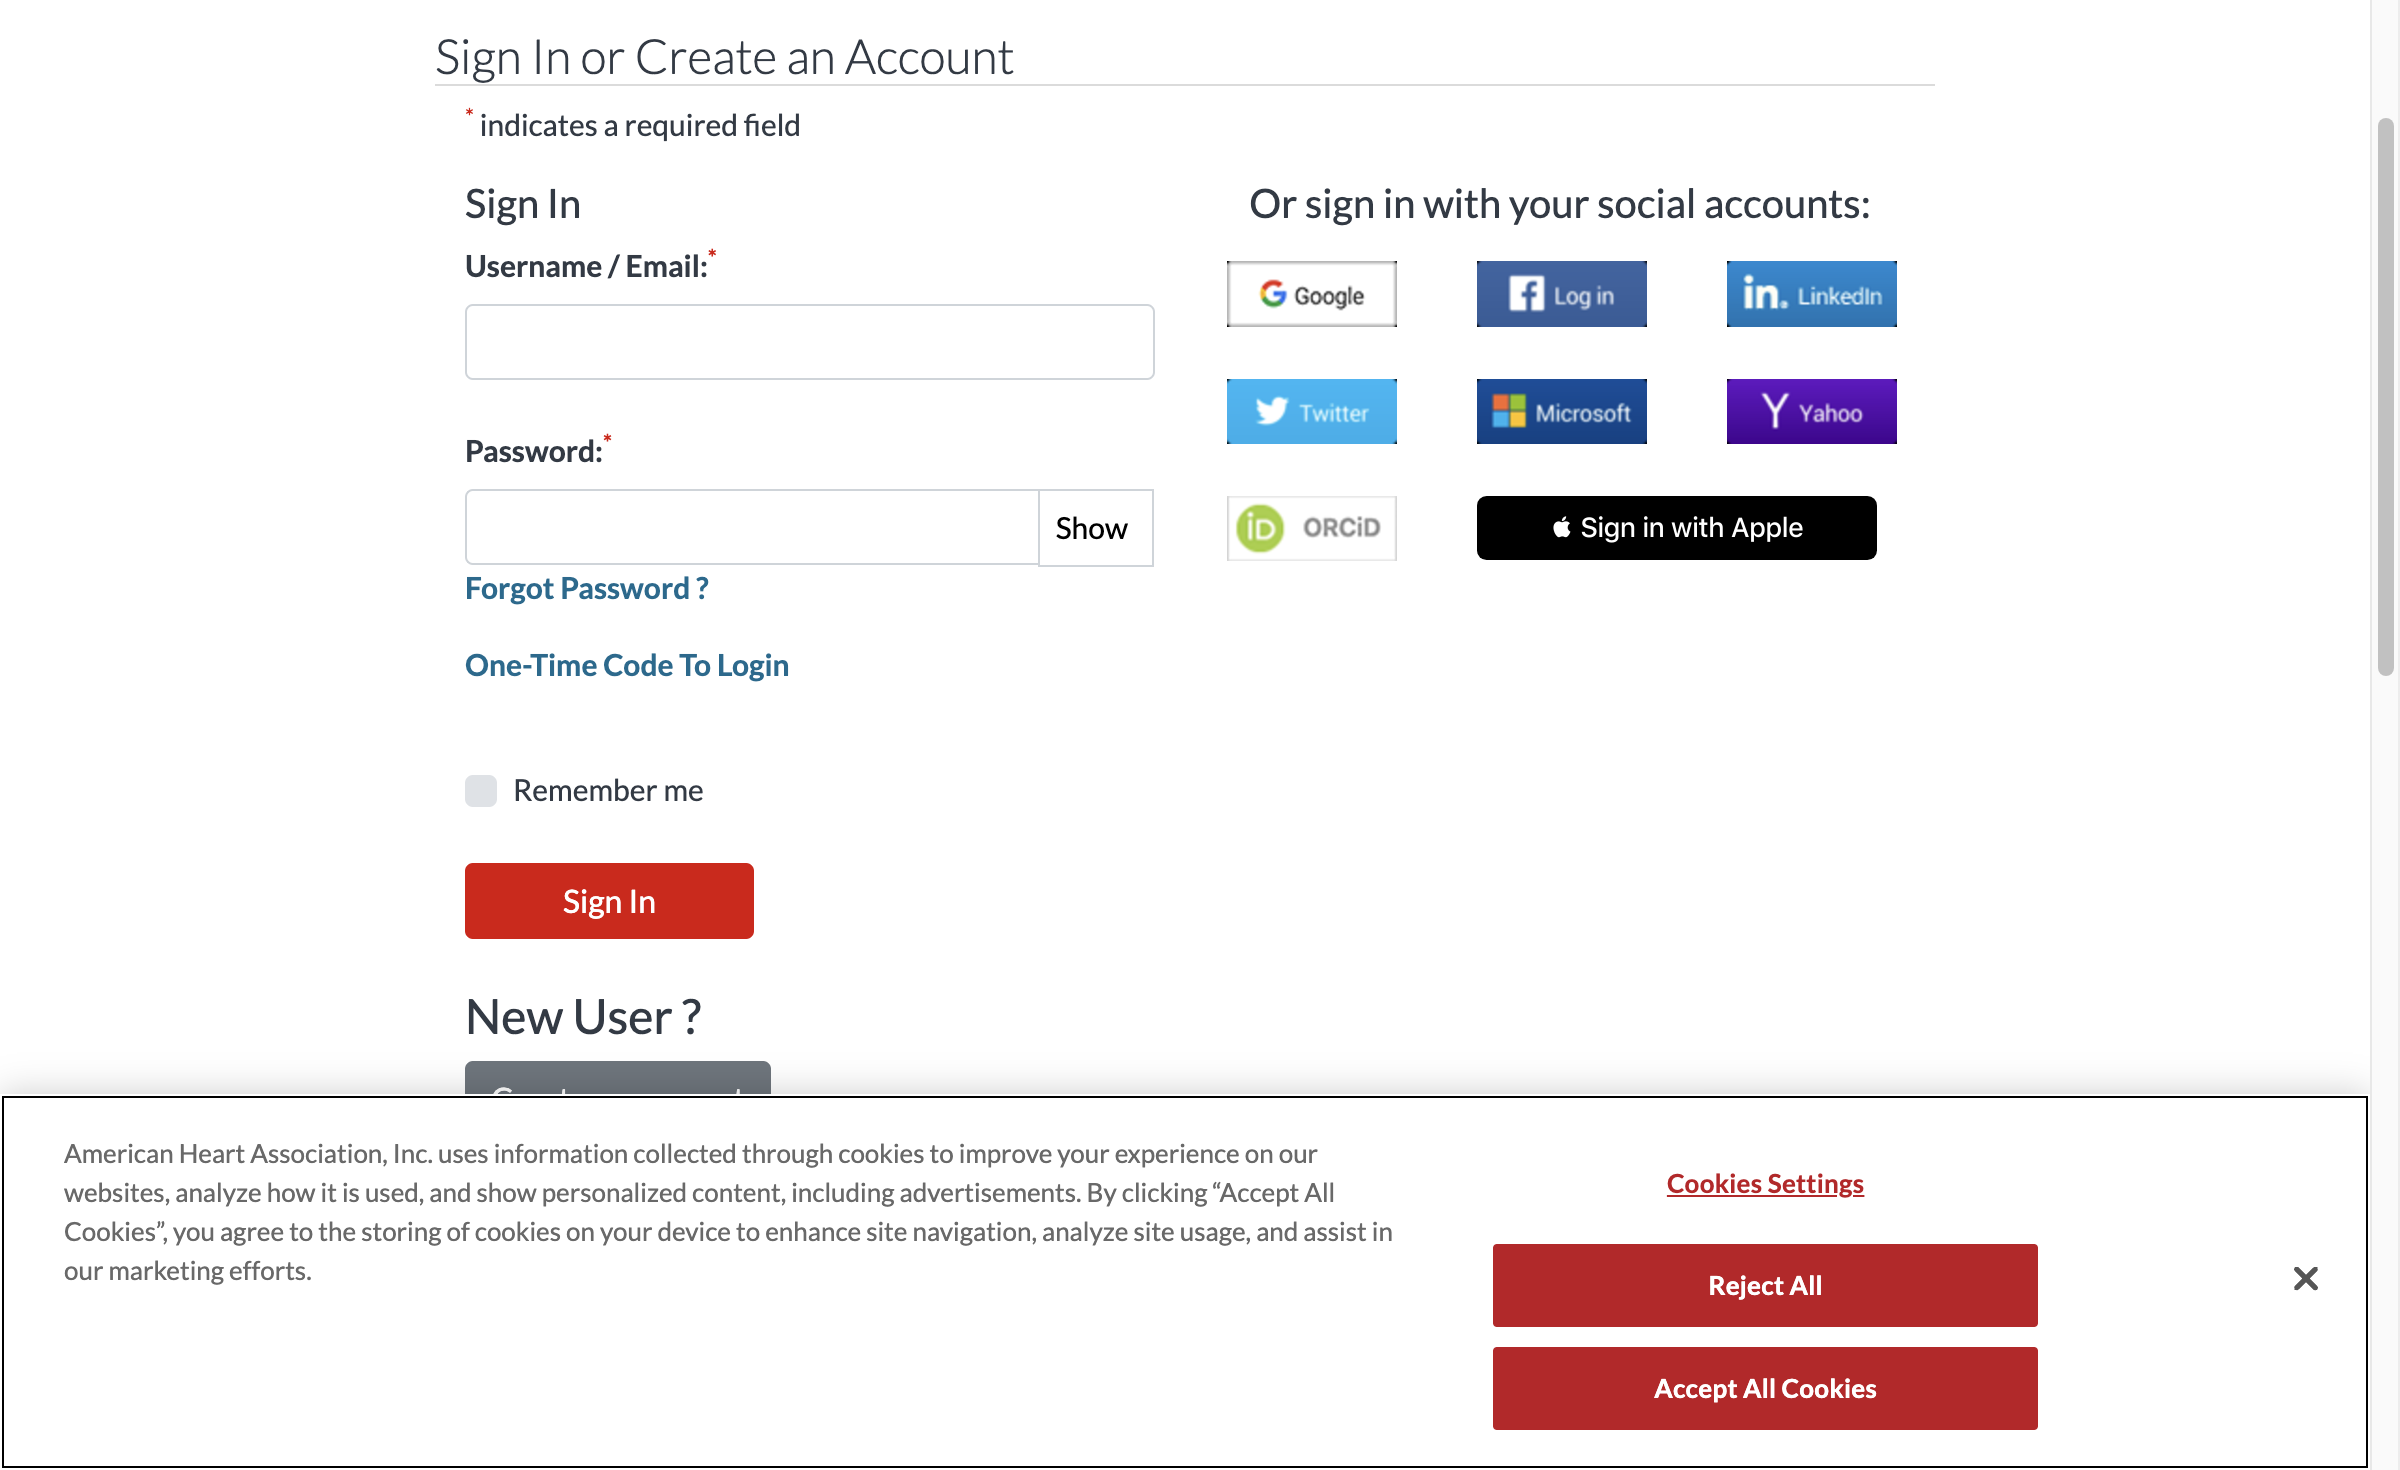 Sign In or Create an Account
* indicates a required field
Sign In
Username / Email:*
Password:*
Show
Forgot Password ?
One-Time Code To Login
Remember me
Sign In
New User ?
Or sign in with your social accounts:
Google
Log in
in. LinkedIn
Twitter
Microsoft
Yahoo
iD ORCiD
Sign in with Apple
American Heart Association, Inc. uses information collected through cookies to improve your experience on our
websites, analyze how it is used, and show personalized content, including advertisements. By clicking “Accept All
Cookies”, you agree to the storing of cookies on your device to enhance site navigation, analyze site usage, and assist in
our marketing efforts.
Cookies Settings
Reject All
Accept All Cookies